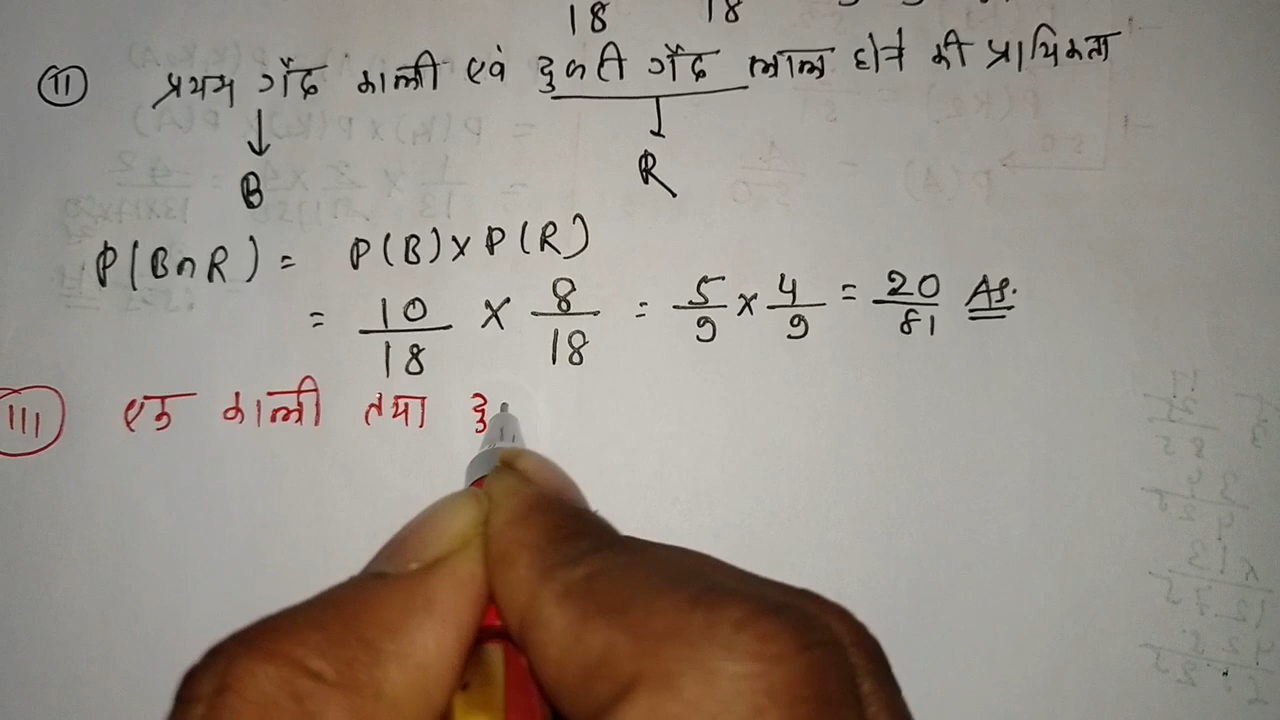 18 18
(II) प्रथम गेंद काली एवं दुसरी गेंद लाल होने की प्रायिकता
↓ ↓
B R
P(B∩R) = P(B)×P(R)
= 10/18 × 8/18 = 5/9 × 4/9 = 20/81 As.
(III) एक काली तथा दु